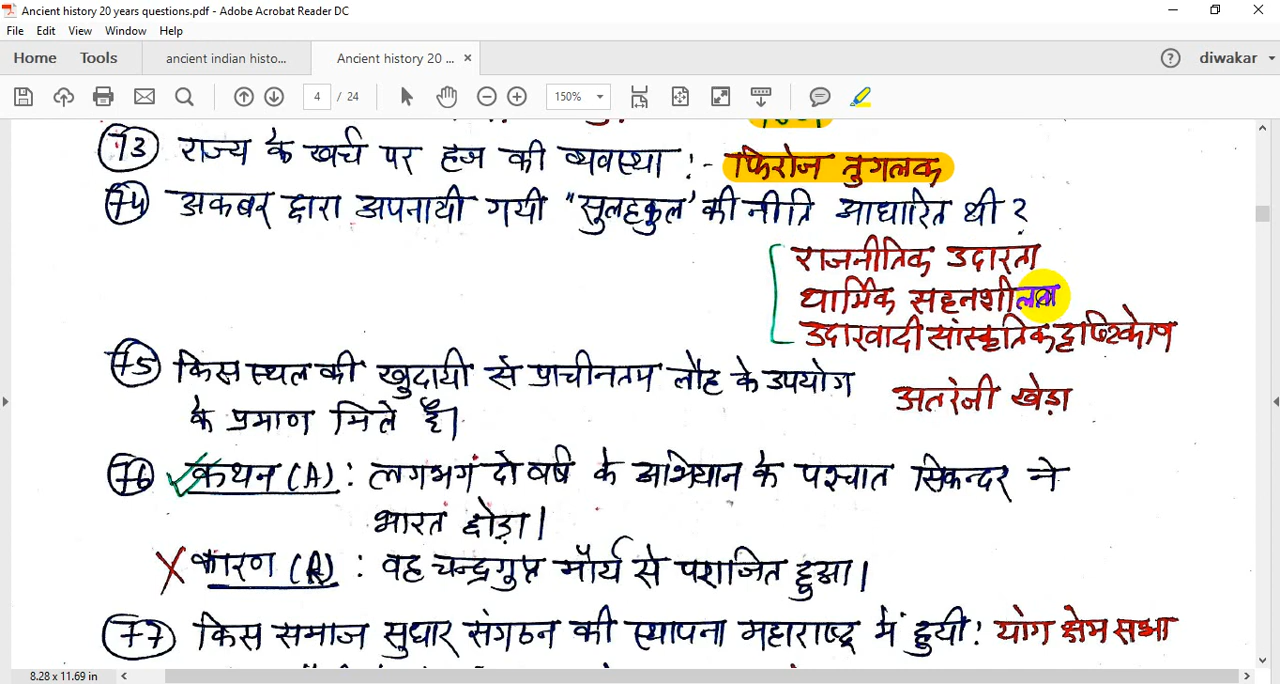 Ancient history 20 years questions.pdf - Adobe Acrobat Reader DC
File Edit View Window Help
Home Tools ancient indian histo... Ancient history 20 ... × ? diwakar
4 / 24 150%
73 राज्य के खर्च पर हज की व्यवस्था :- फिरोज तुगलक
74 अकबर द्वारा अपनायी गयी "सुलहकुल' की नीति आधारित थी ?
राजनीतिक उदारता
धार्मिक सहनशीलता
उदारवादी सांस्कृतिक दृष्टिकोण
75 किस स्थल की खुदायी से प्राचीनतम लौह के उपयोग
के प्रमाण मिले हैं। अतरंजी खेड़ा
76 कथन (A) : लगभग दो वर्ष के अभियान के पश्चात सिकन्दर ने
भारत छोड़ा।
कारण (R) : वह चन्द्रगुप्त मौर्य से पराजित हुआ।
77 किस समाज सुधार संगठन की स्थापना महाराष्ट्र में हुयी : योग क्षेम सभा
8.28 x 11.69 in